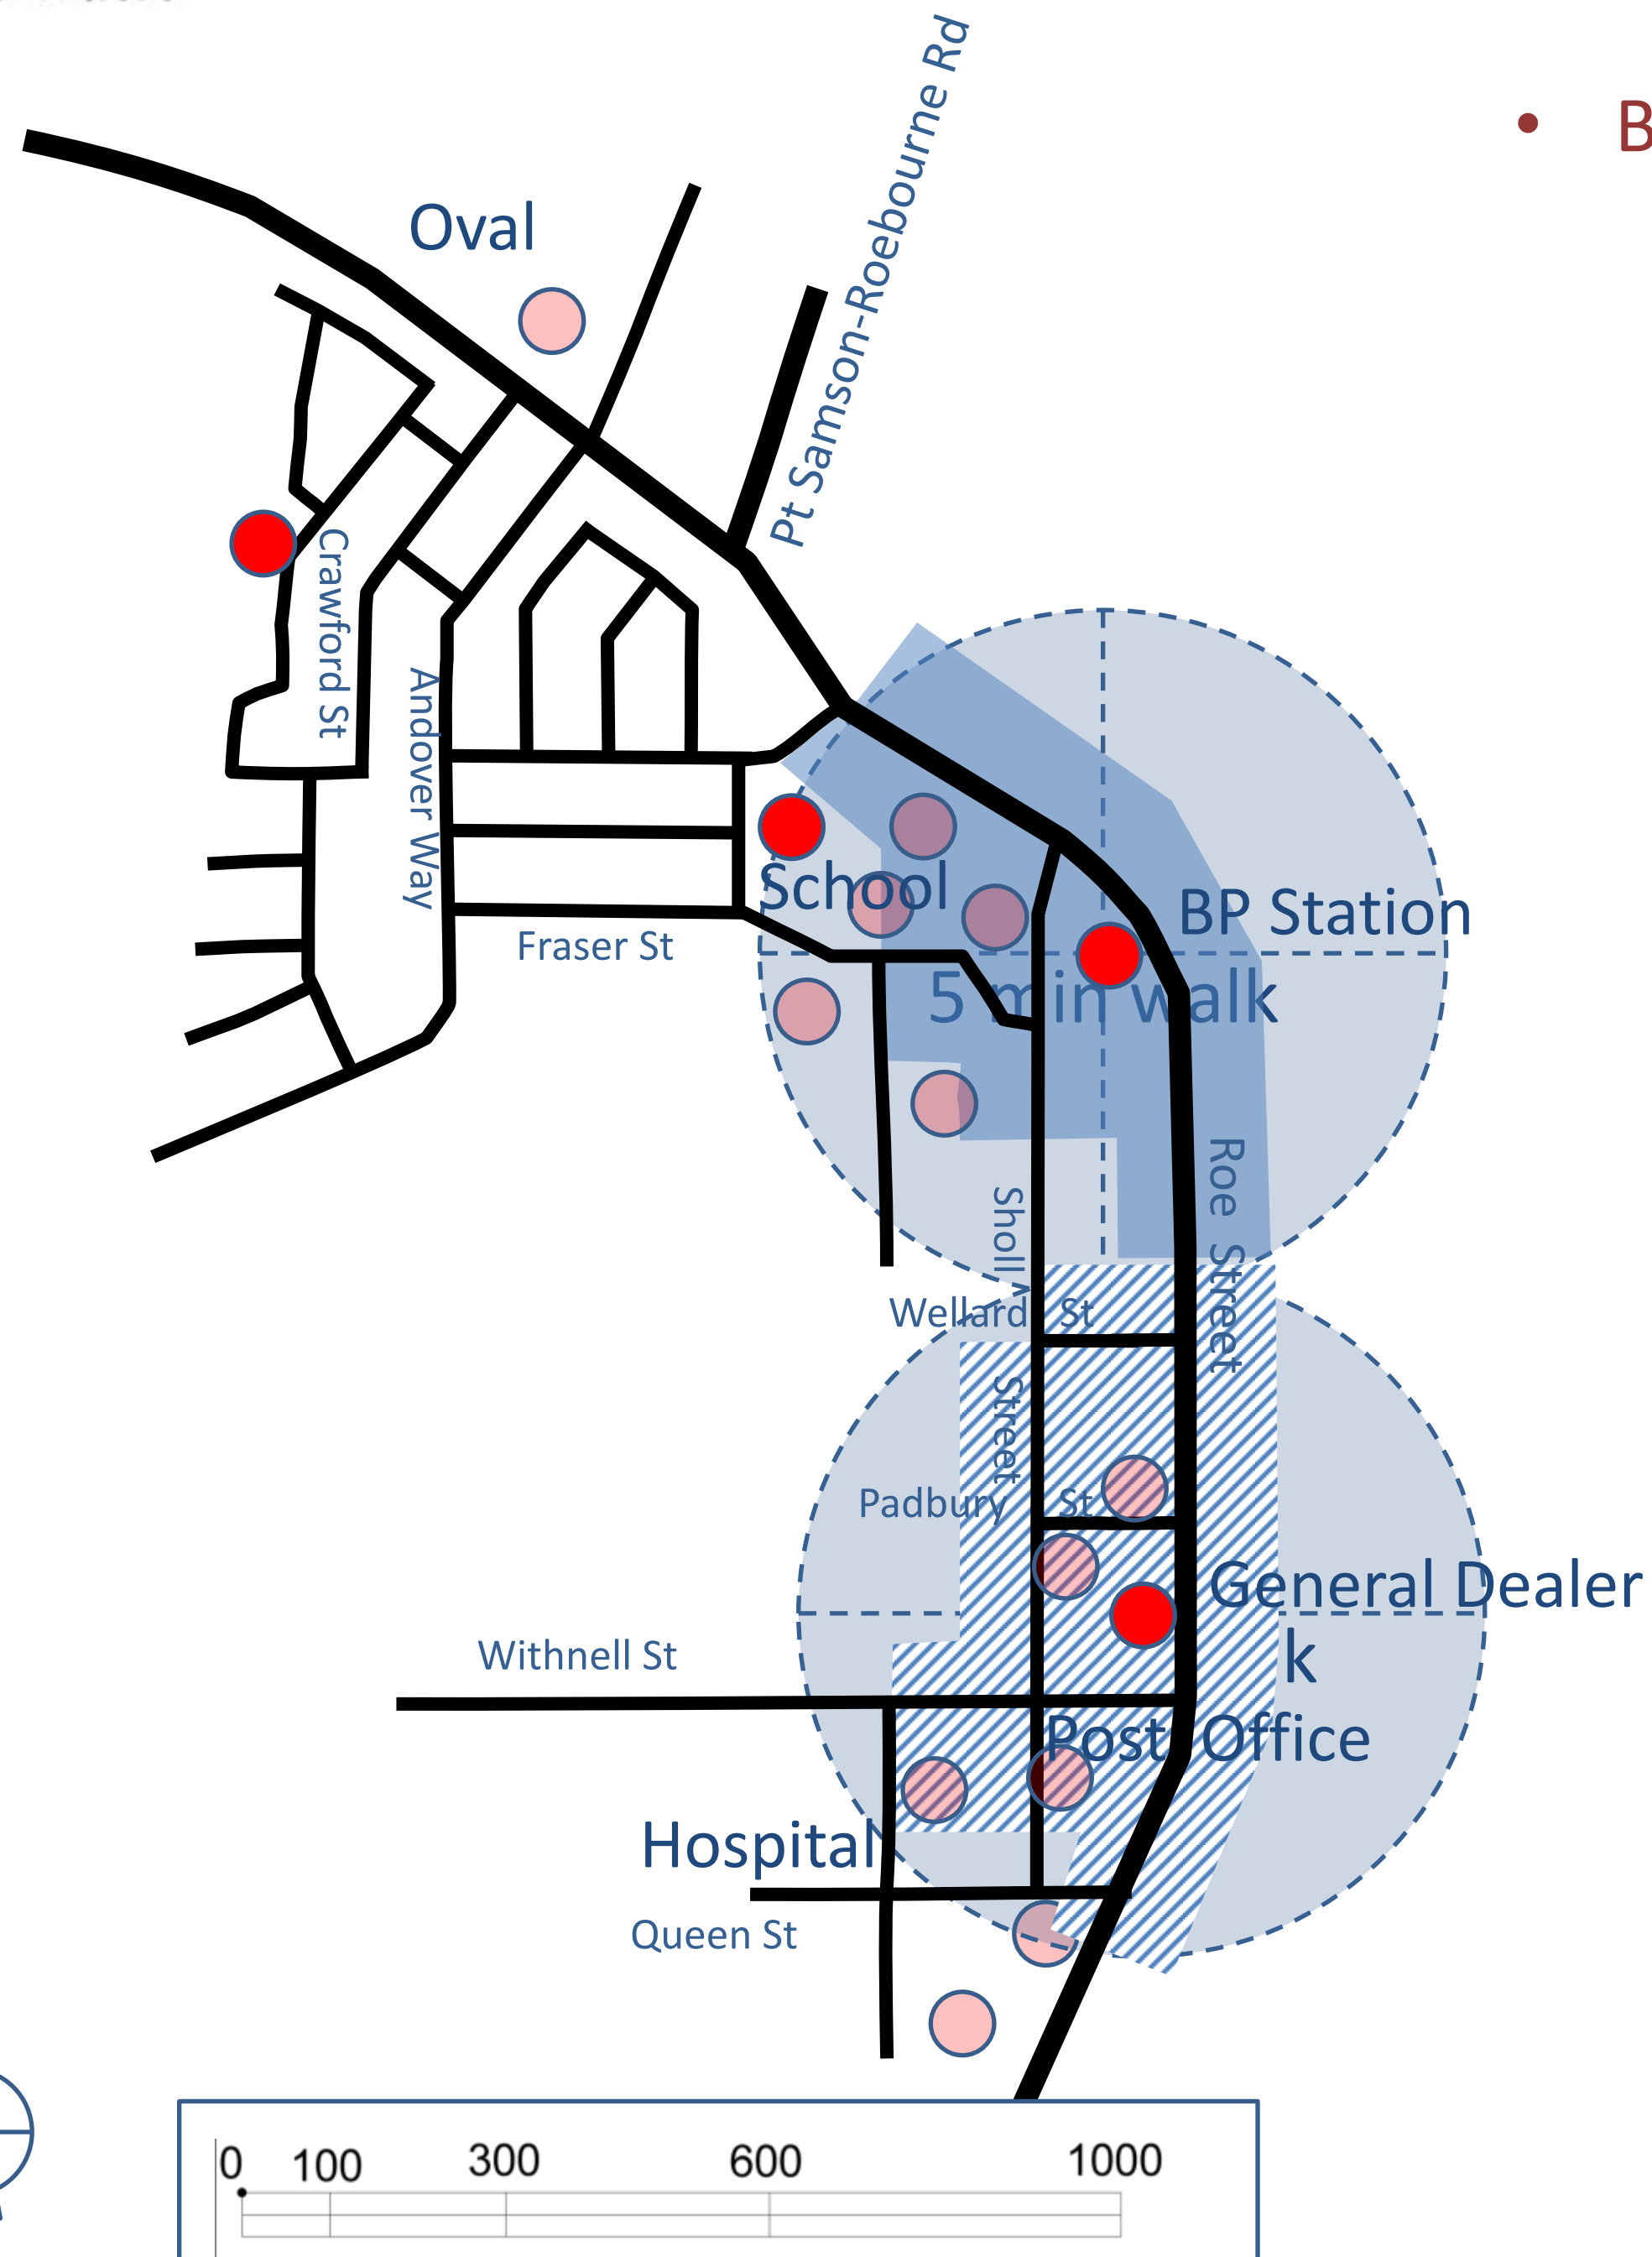 B
Oval
Pt Samson-Roebourne Rd
Crawford St
Andover Way
School
BP Station
Fraser St
5 min walk
Roe Street
Sholl Street
Wellard St
Padbury St
General Dealer
k
Withnell St
Post Office
Hospital
Queen St
0 100 300 600 1000